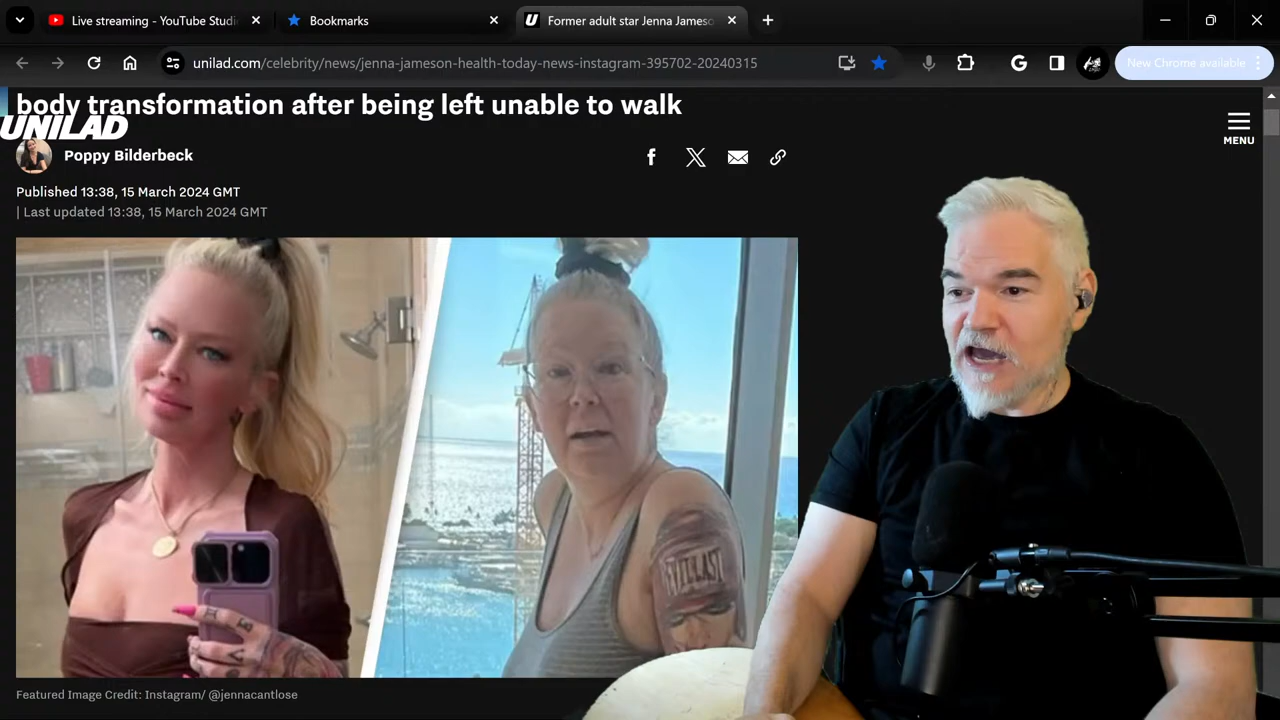 Live streaming - YouTube Studi
Bookmarks
Former adult star Jenna Jameso
unilad.com/celebrity/news/jenna-jameson-health-today-news-instagram-395702-20240315
New Chrome available
body transformation after being left unable to walk
UNILAD
MENU
Poppy Bilderbeck
Published 13:38, 15 March 2024 GMT
| Last updated 13:38, 15 March 2024 GMT
EVERLAST
Featured Image Credit: Instagram/ @jennacantlose